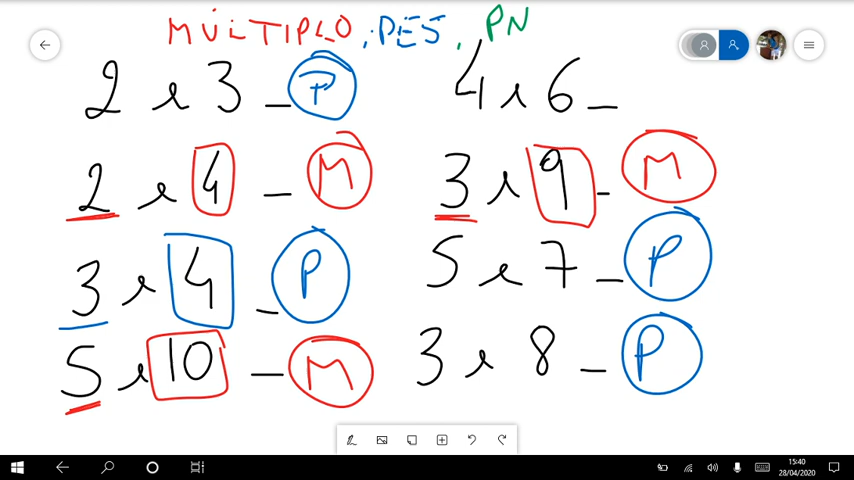 MÚLTIPLO, PES, PN
2 e 3 - P
4 e 6 -
2 e 4 - M
3 e 9 - M
3 e 4 - P
5 e 7 - P
5 e 10 - M
3 e 8 - P
15:40
28/04/2020